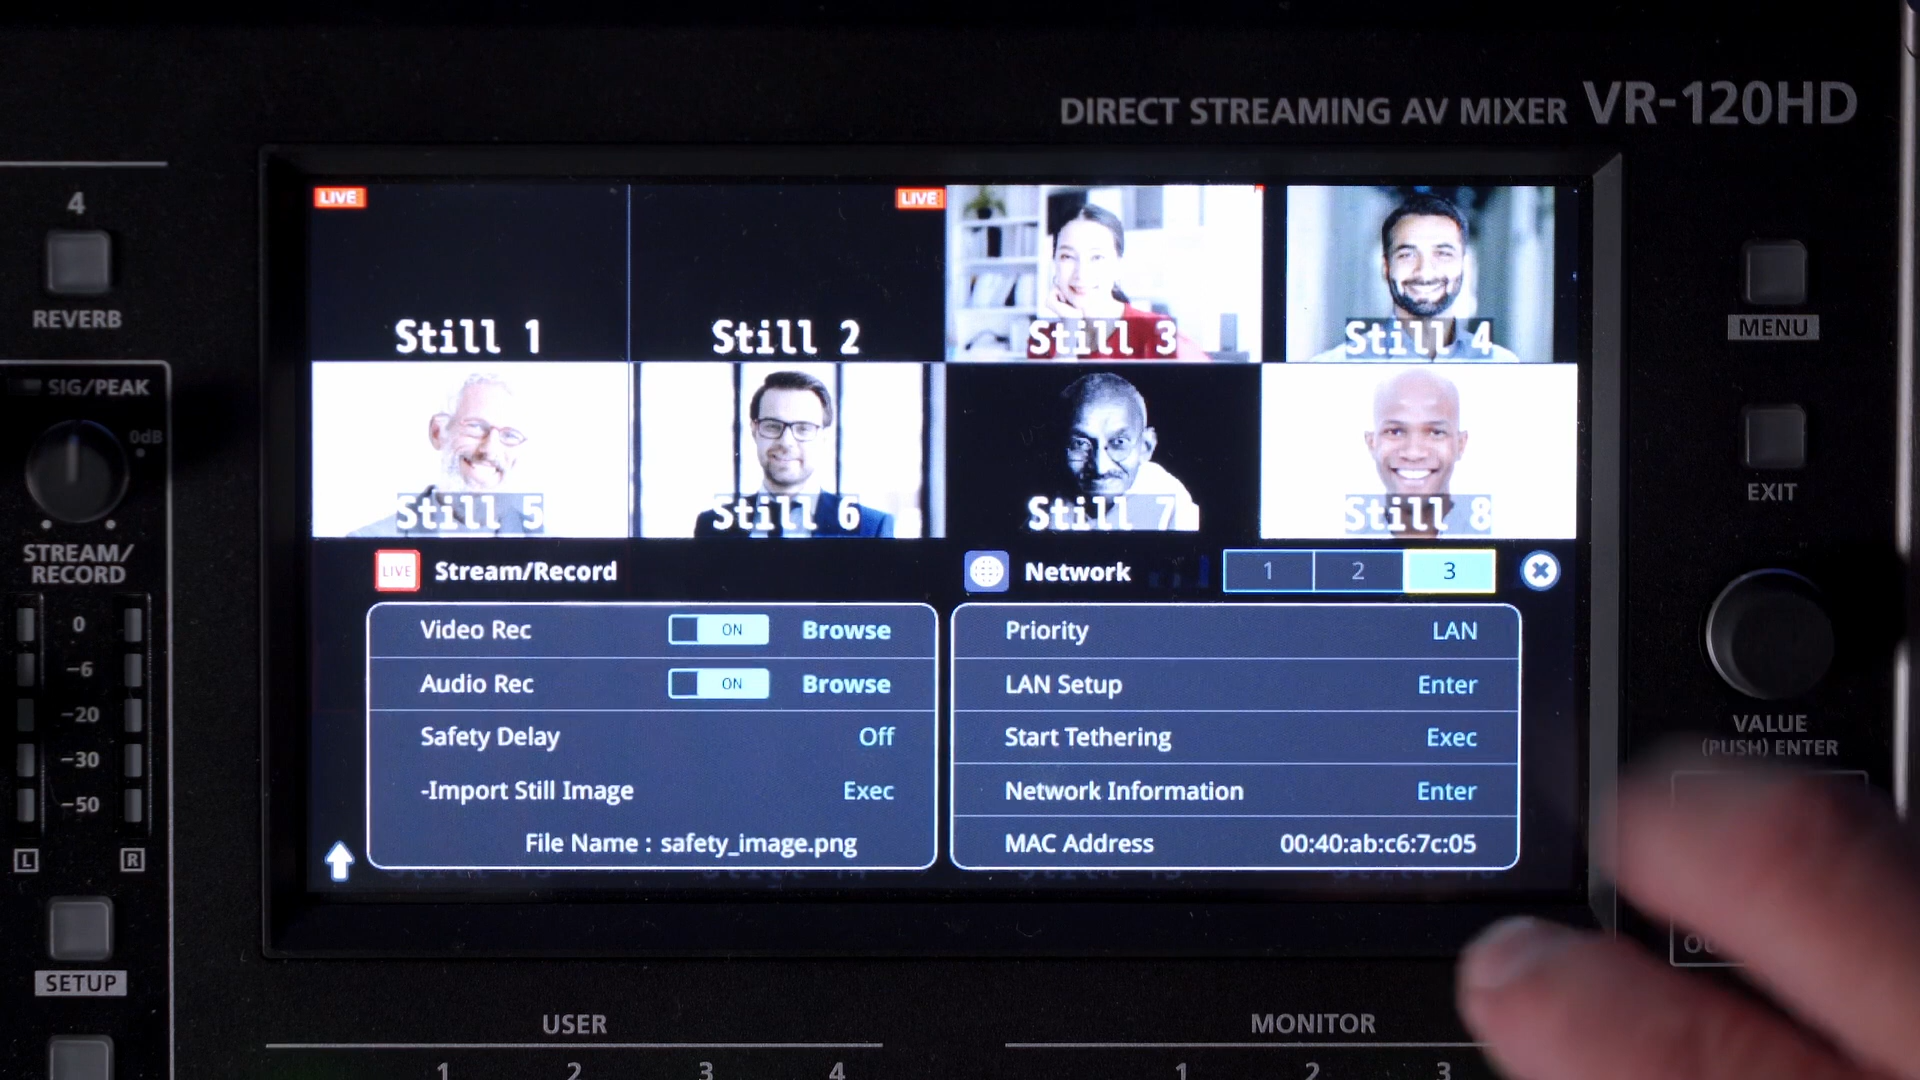 DIRECT STREAMING AV MIXER VR-120HD
4
REVERB
SIG/PEAK
0dB
STREAM/
RECORD
0
-6
-20
-30
-50
L R
SETUP
LIVE
LIVE
Still 1 Still 2 Still 3 Still 4
Still 5 Still 6 Still 7 Still 8
LIVE Stream/Record
Video Rec ON Browse
Audio Rec ON Browse
Safety Delay Off
-Import Still Image Exec
File Name : safety_image.png
Network 1 2 3
Priority LAN
LAN Setup Enter
Start Tethering Exec
Network Information Enter
MAC Address 00:40:ab:c6:7c:05
MENU
EXIT
VALUE
(PUSH) ENTER
USER
1 2 3 4
MONITOR
1 2 3